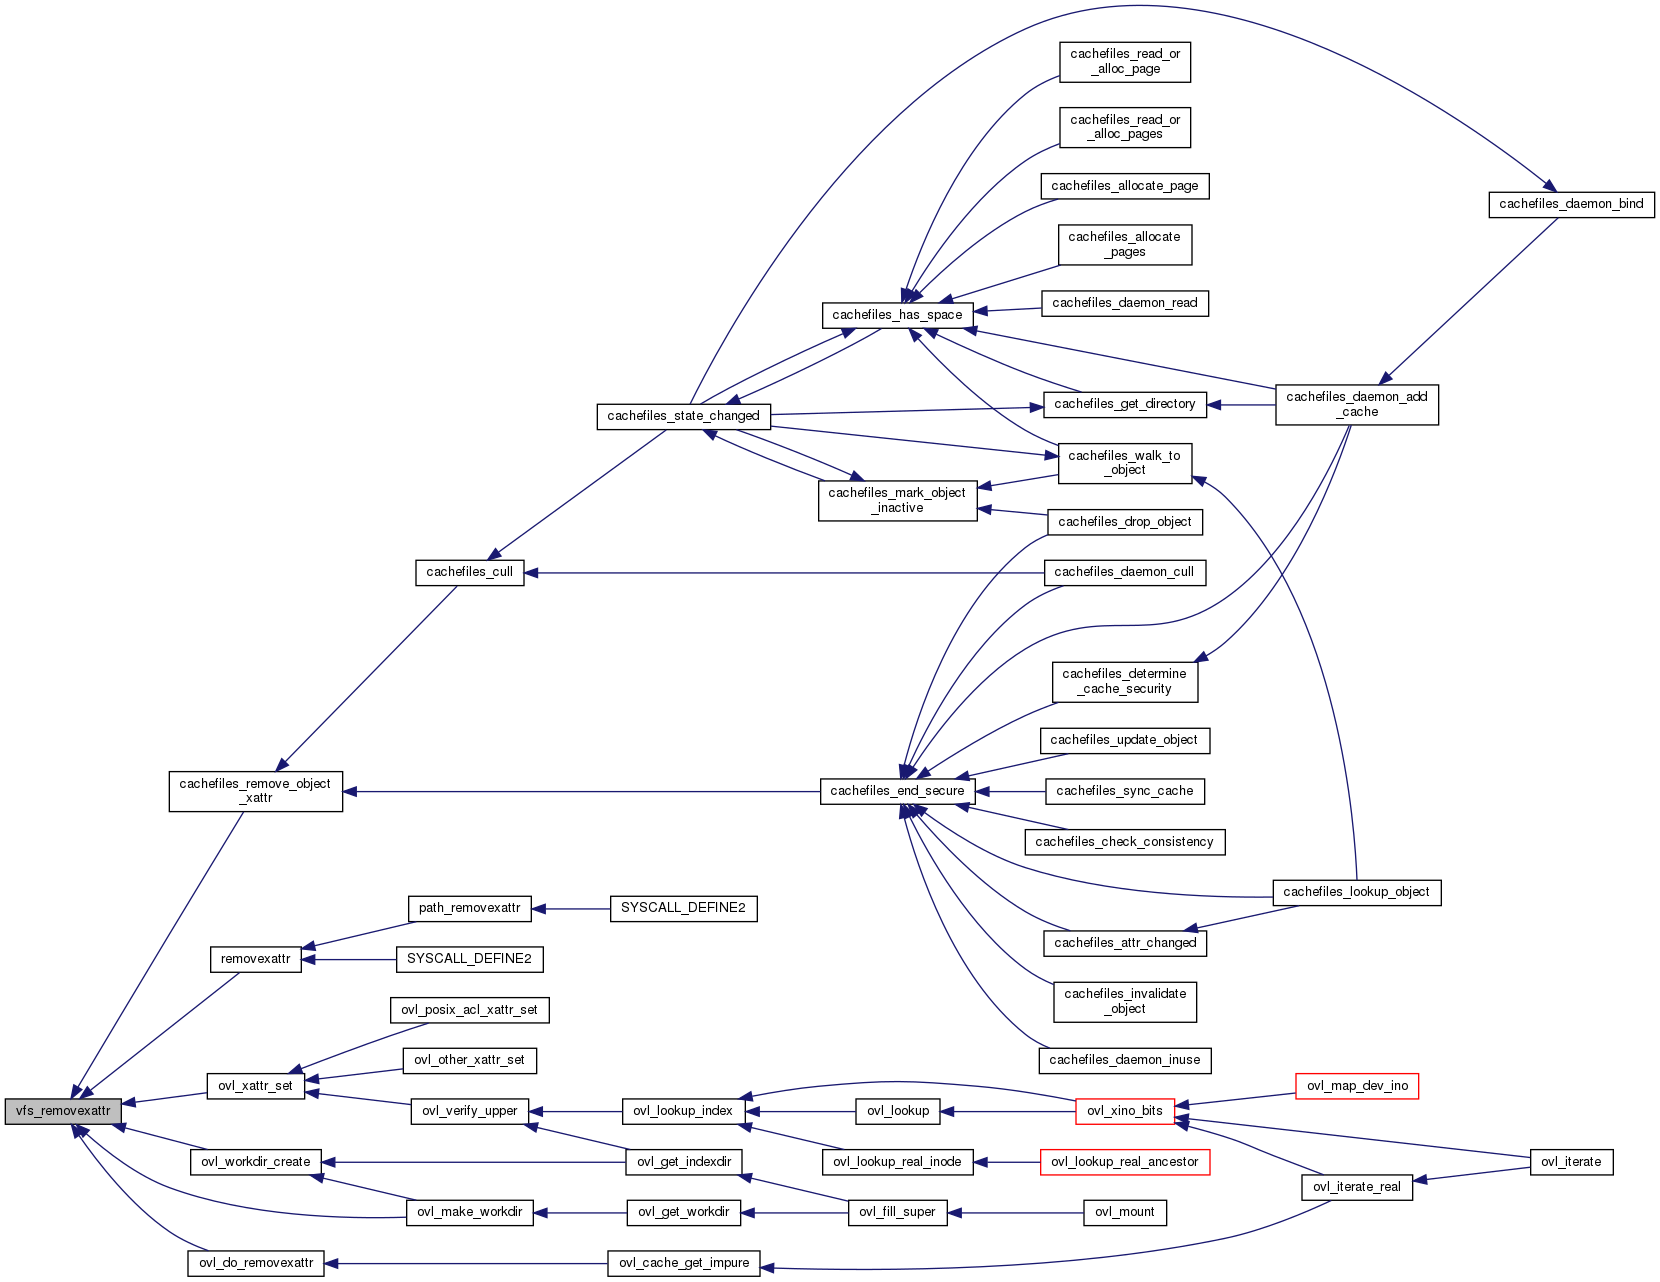 cachefiles_read_or
_alloc_page
cachefiles_read_or
_alloc_pages
cachefiles_allocate_page
cachefiles_daemon_bind
cachefiles_allocate
_pages
cachefiles_daemon_read
cachefiles_has_space
cachefiles_daemon_add
_cache
cachefiles_get_directory
cachefiles_state_changed
cachefiles_walk_to
_object
cachefiles_mark_object
_inactive
cachefiles_drop_object
cachefiles_cull
cachefiles_daemon_cull
cachefiles_determine
_cache_security
cachefiles_update_object
cachefiles_remove_object
_xattr
cachefiles_end_secure
cachefiles_sync_cache
cachefiles_check_consistency
cachefiles_lookup_object
path_removexattr
SYSCALL_DEFINE2
cachefiles_attr_changed
removexattr
SYSCALL_DEFINE2
cachefiles_invalidate
_object
ovl_posix_acl_xattr_set
ovl_other_xattr_set
cachefiles_daemon_inuse
ovl_xattr_set
ovl_map_dev_ino
vfs_removexattr
ovl_verify_upper
ovl_lookup_index
ovl_lookup
ovl_xino_bits
ovl_workdir_create
ovl_get_indexdir
ovl_lookup_real_inode
ovl_lookup_real_ancestor
ovl_iterate
ovl_iterate_real
ovl_make_workdir
ovl_get_workdir
ovl_fill_super
ovl_mount
ovl_do_removexattr
ovl_cache_get_impure